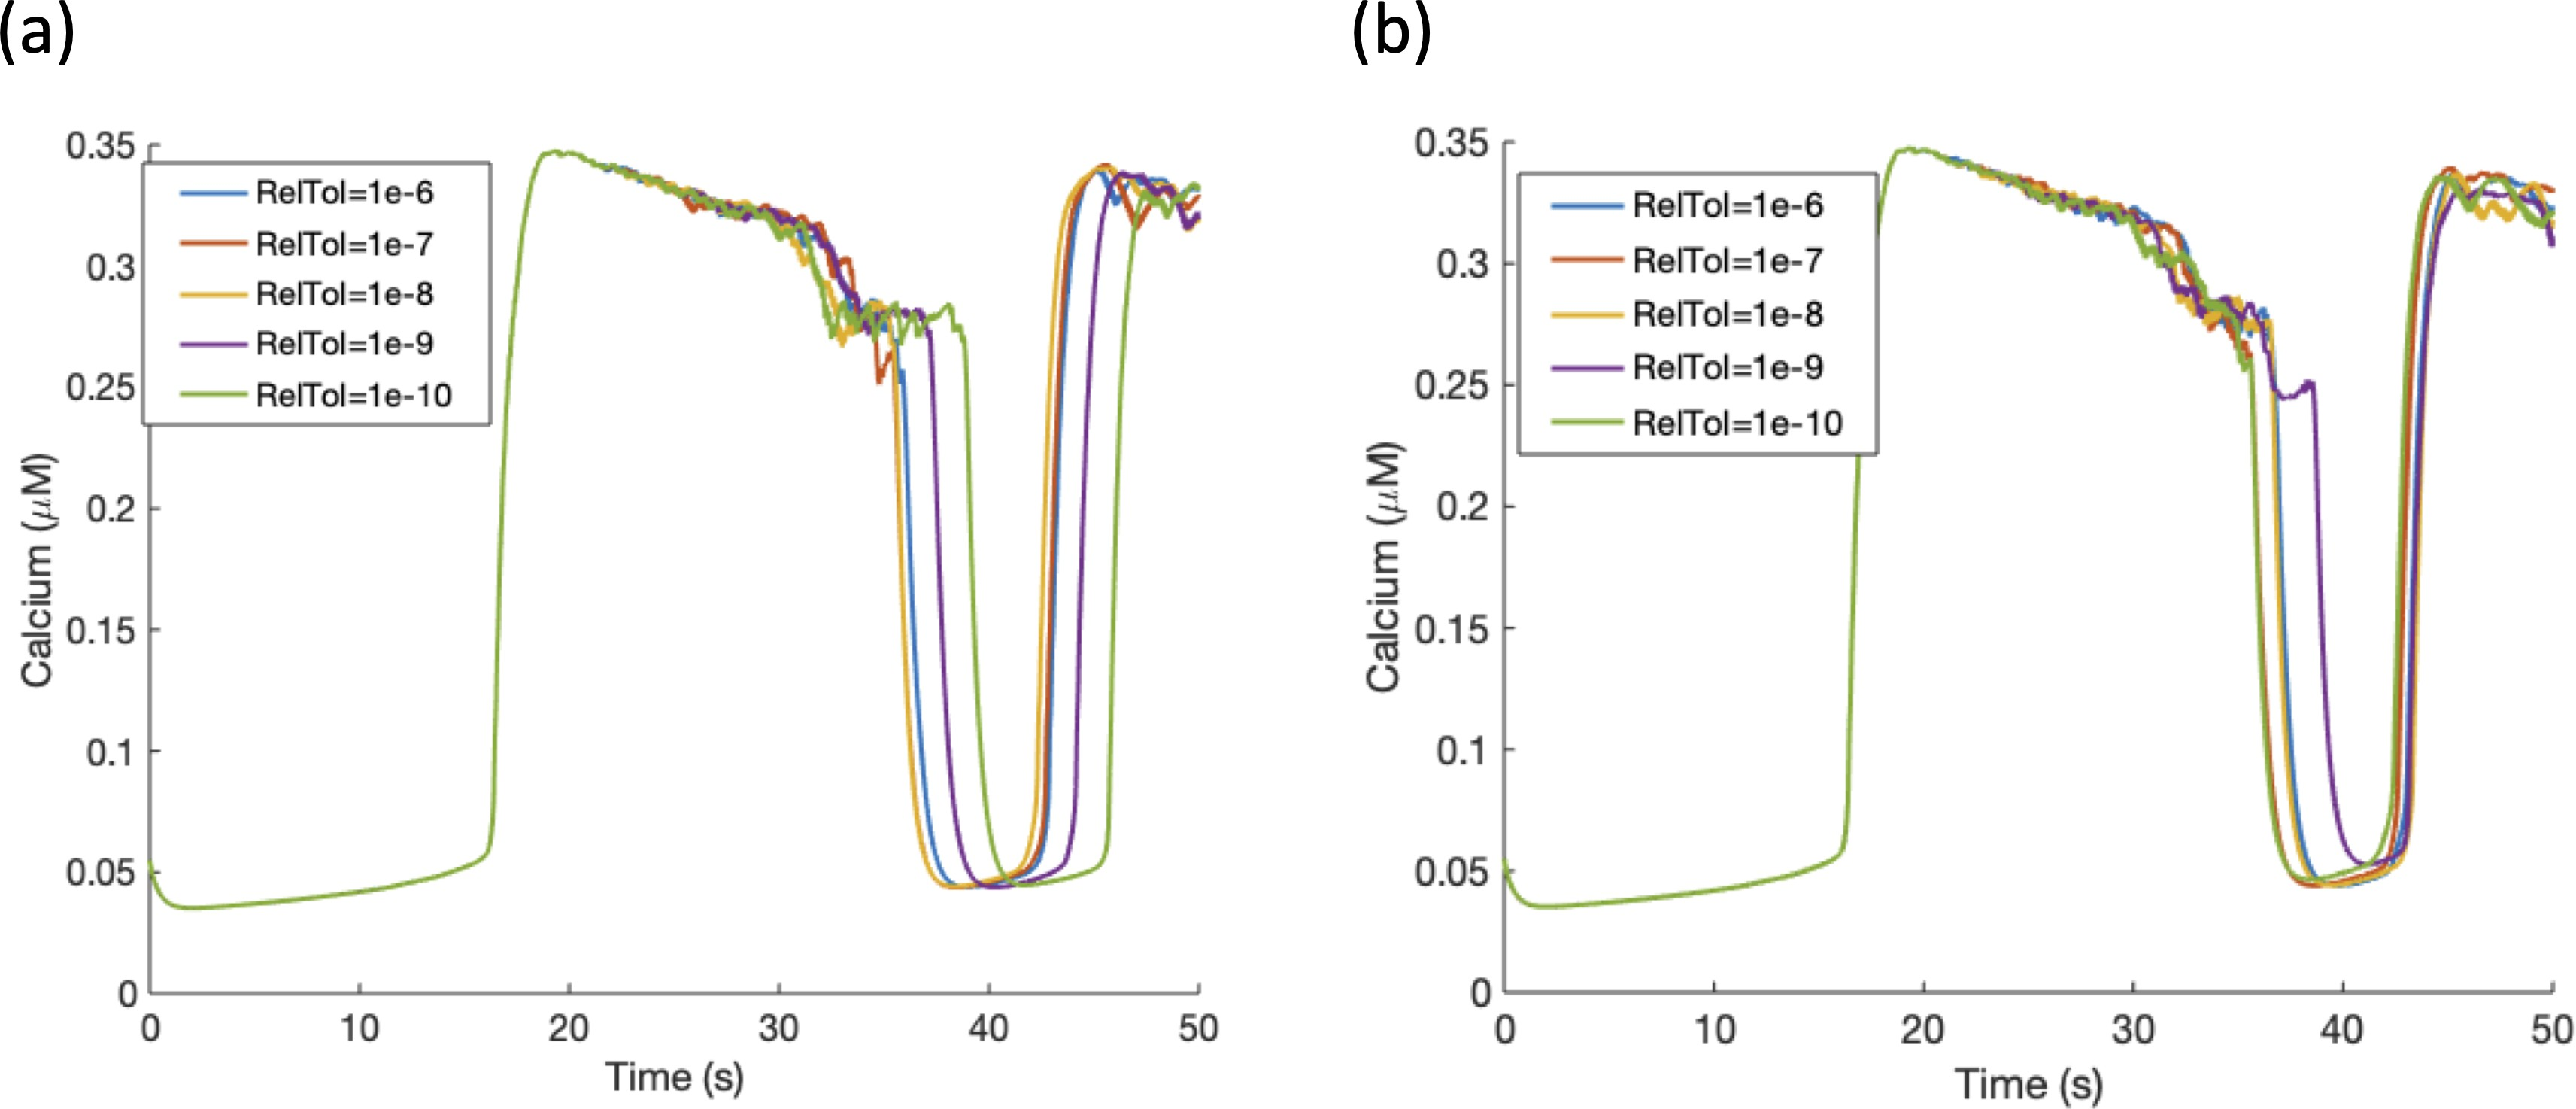 (a)
0.35
0.3
0.25
0.2
0.15
0.1
0.05
0
Calcium (μM)
RelTol=1e-6
RelTol=1e-7
RelTol=1e-8
RelTol=1e-9
RelTol=1e-10
0 10 20 30 40 50
Time (s)
(b)
0.35
0.3
0.25
0.2
0.15
0.1
0.05
0
Calcium (μM)
RelTol=1e-6
RelTol=1e-7
RelTol=1e-8
RelTol=1e-9
RelTol=1e-10
0 10 20 30 40 50
Time (s)